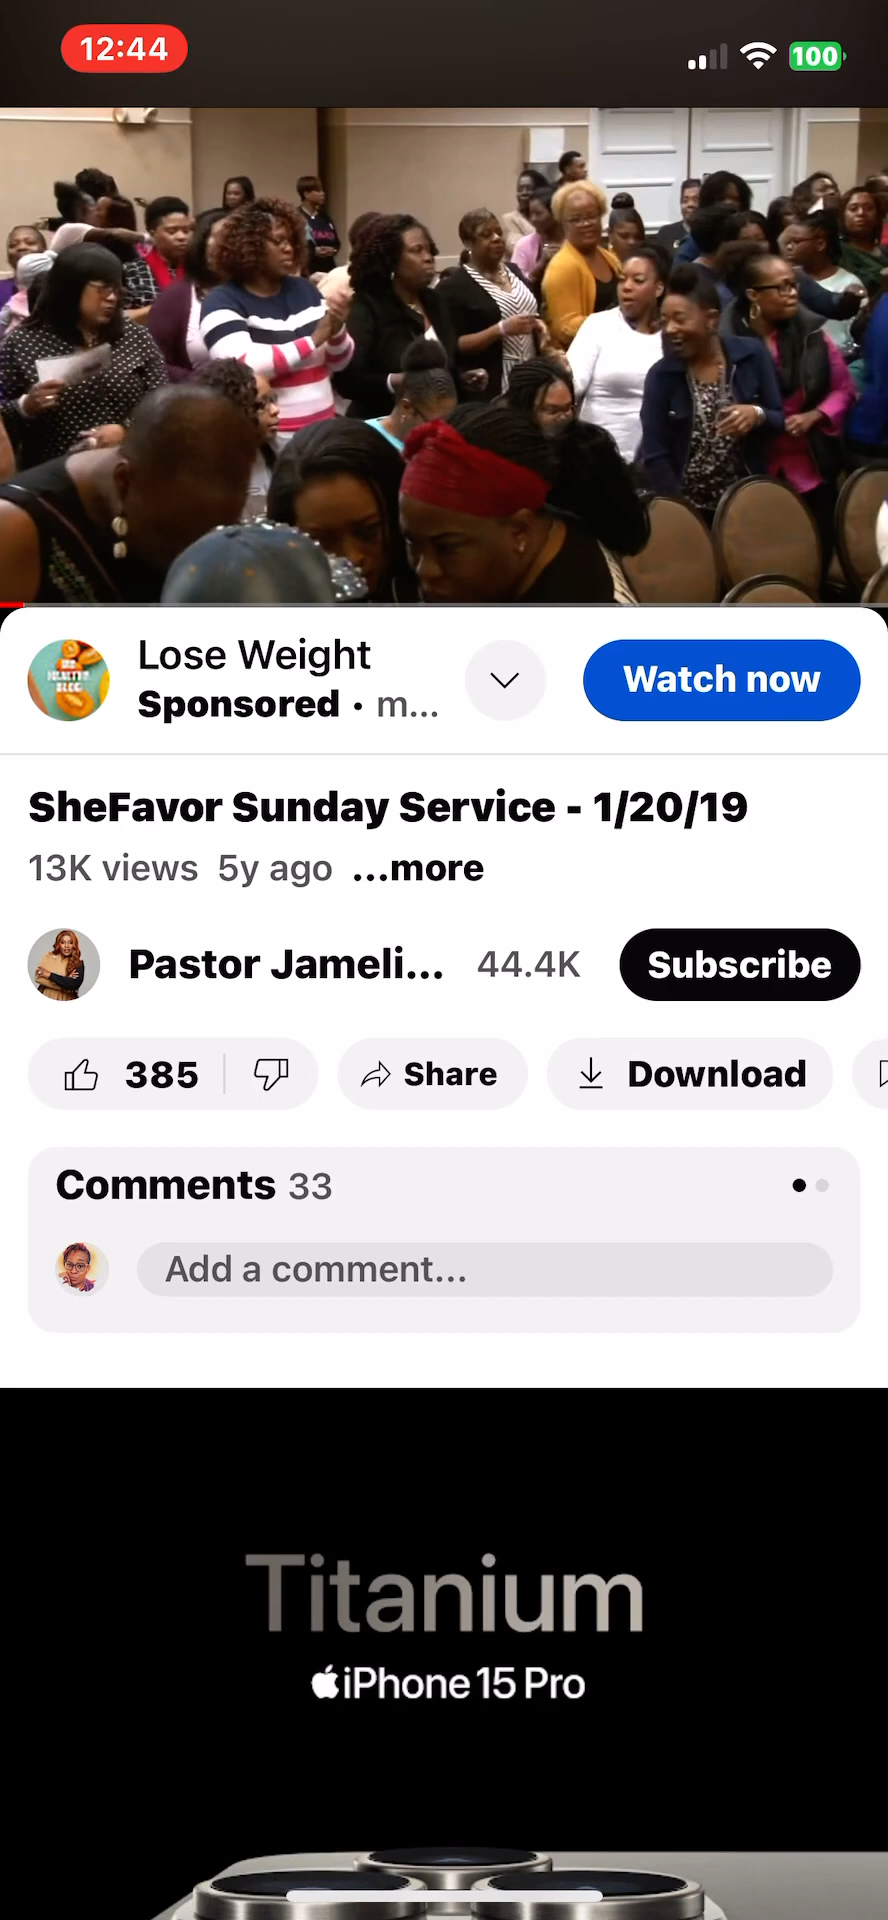 12:44
100
Lose Weight
Sponsored • m...
Watch now
SheFavor Sunday Service - 1/20/19
13K views 5y ago ...more
Pastor Jameli... 44.4K
Subscribe
385
Share
Download
Comments 33
Add a comment...
Titanium
iPhone 15 Pro